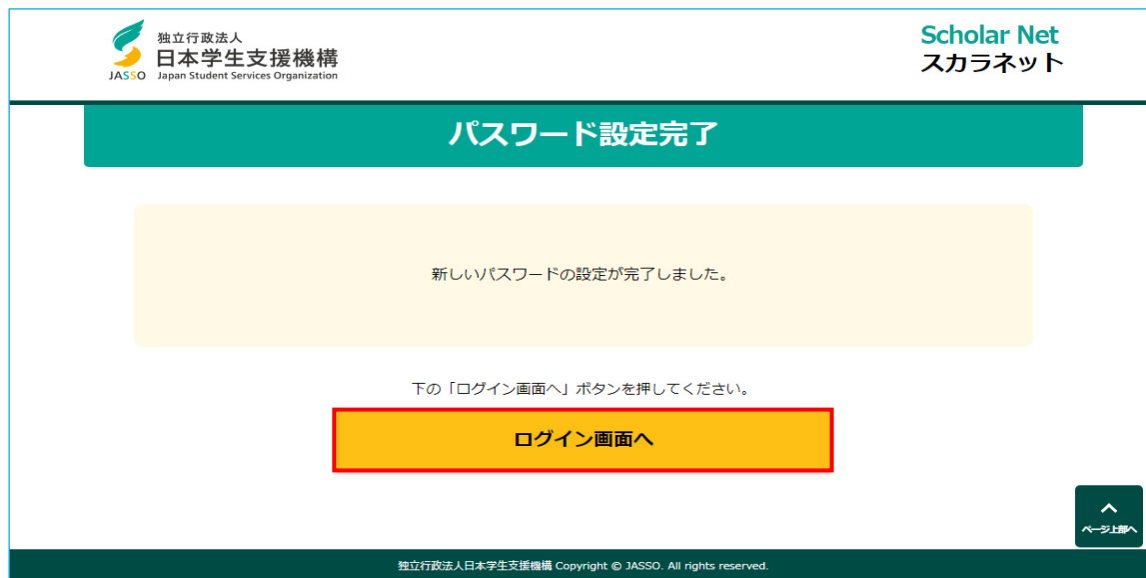 独立行政法人
日本学生支援機構
JASSO Japan Student Services Organization
Scholar Net
スカラネット
パスワード設定完了
新しいパスワードの設定が完了しました。
下の「ログイン画面へ」ボタンを押してください。
ログイン画面へ
ページ上部へ
独立行政法人日本学生支援機構 Copyright © JASSO. All rights reserved.